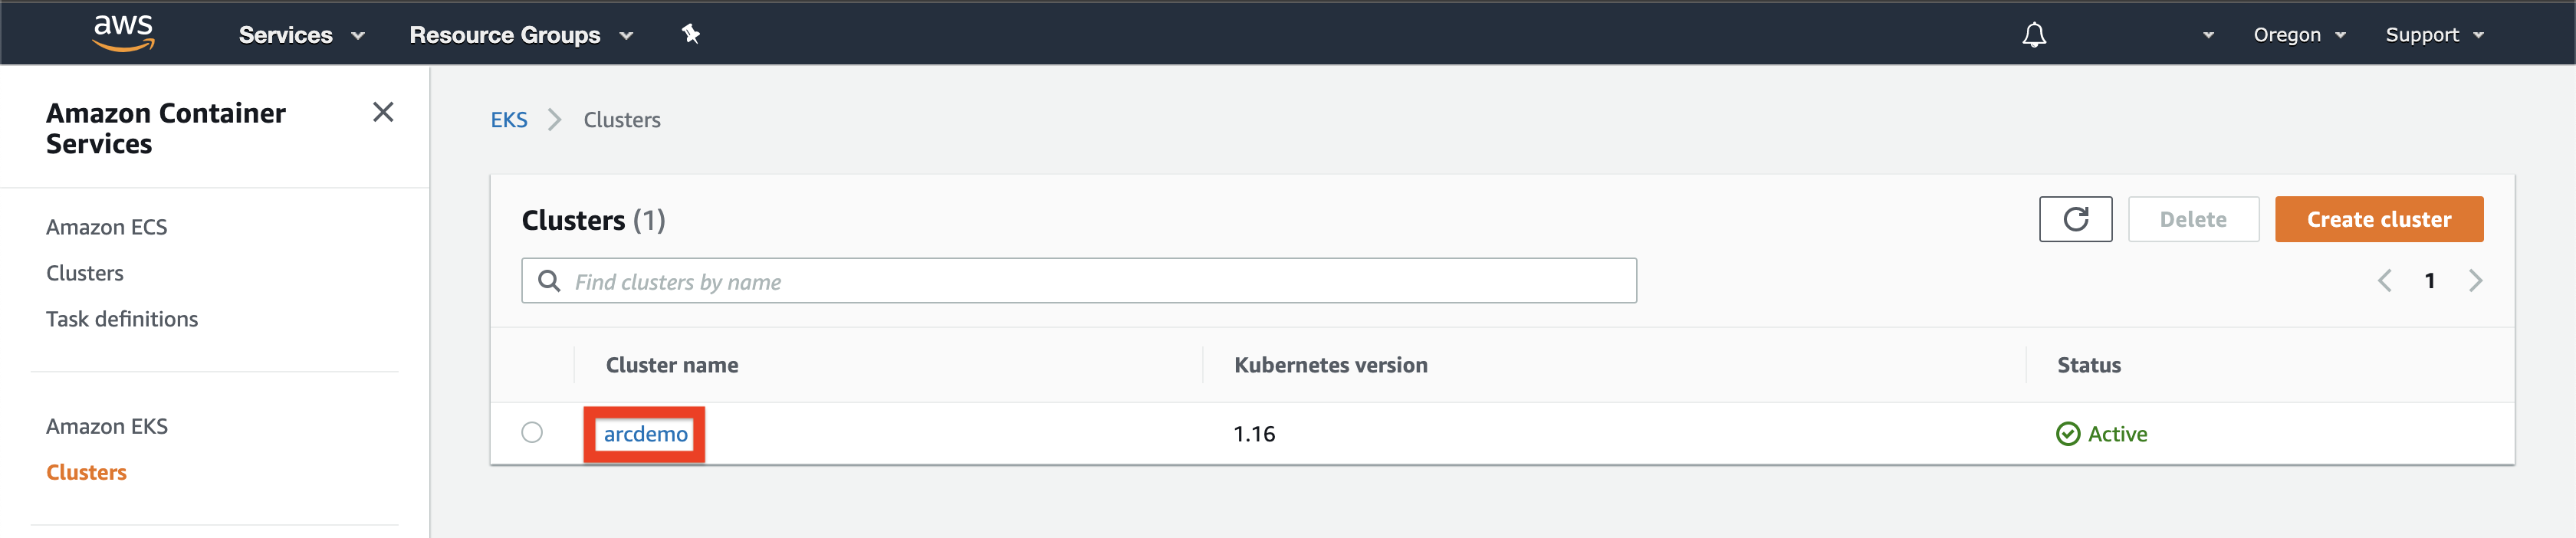 aws Services Resource Groups Oregon Support
Amazon Container
Services
Amazon ECS
Clusters
Task definitions
Amazon EKS
Clusters
EKS > Clusters
Clusters (1)
Delete
Create cluster
Find clusters by name
1
Cluster name Kubernetes version Status
arcdemo 1.16 Active